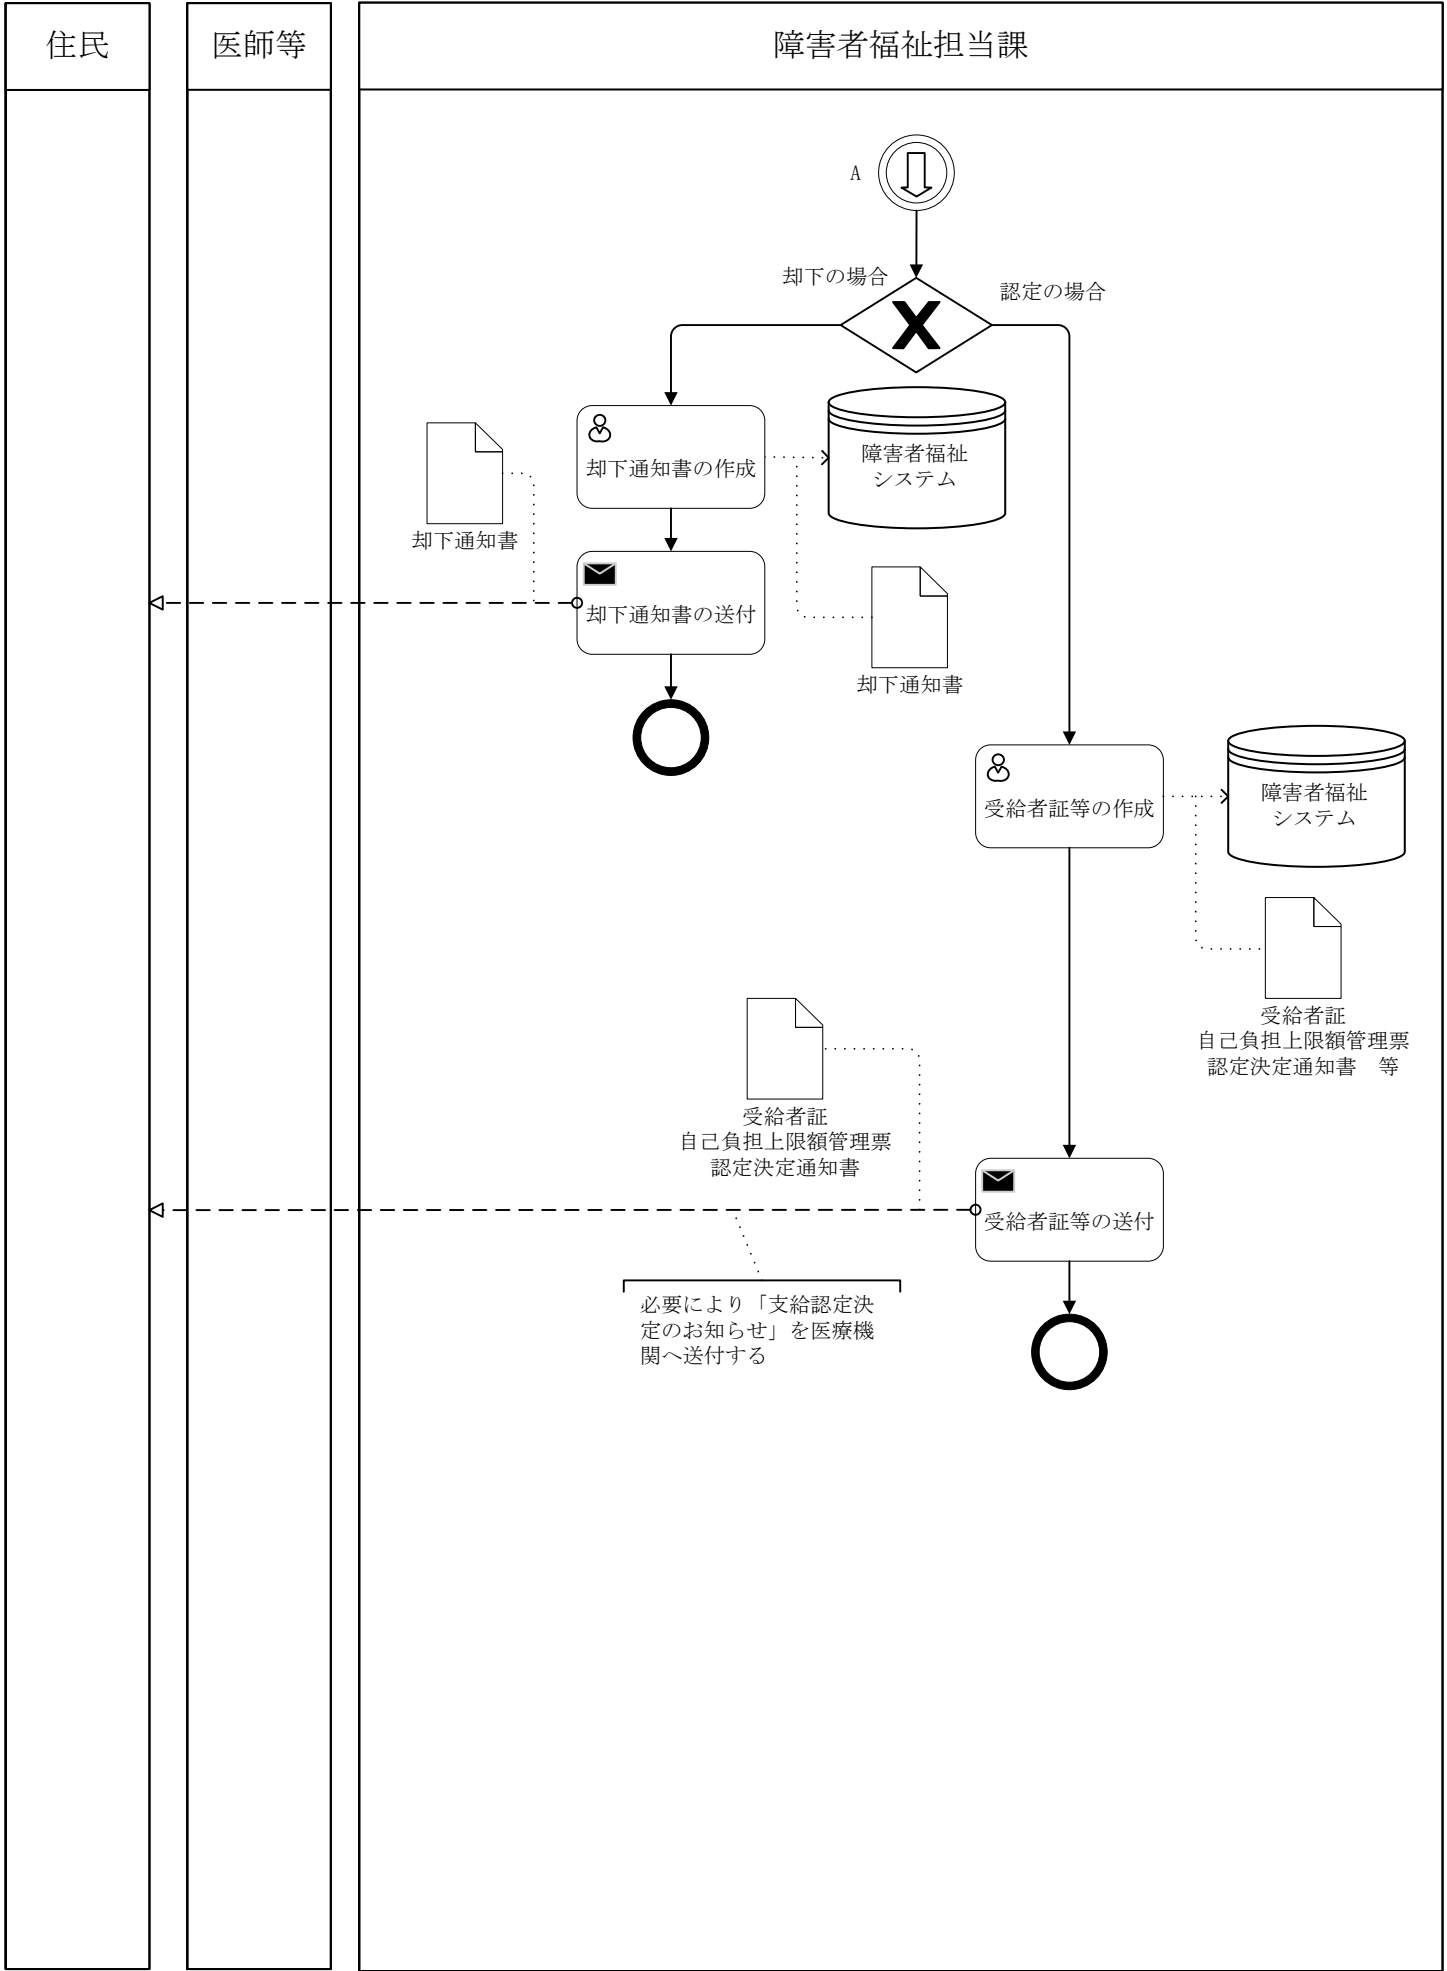 住民
医師等
障害者福祉担当課
A
却下の場合
認定の場合
却下通知書の作成
障害者福祉
システム
却下通知書
却下通知書の送付
却下通知書
受給者証等の作成
障害者福祉
システム
受給者証
自己負担上限額管理票
認定決定通知書　等
受給者証
自己負担上限額管理票
認定決定通知書
受給者証等の送付
必要により「支給認定決
定のお知らせ」を医療機
関へ送付する